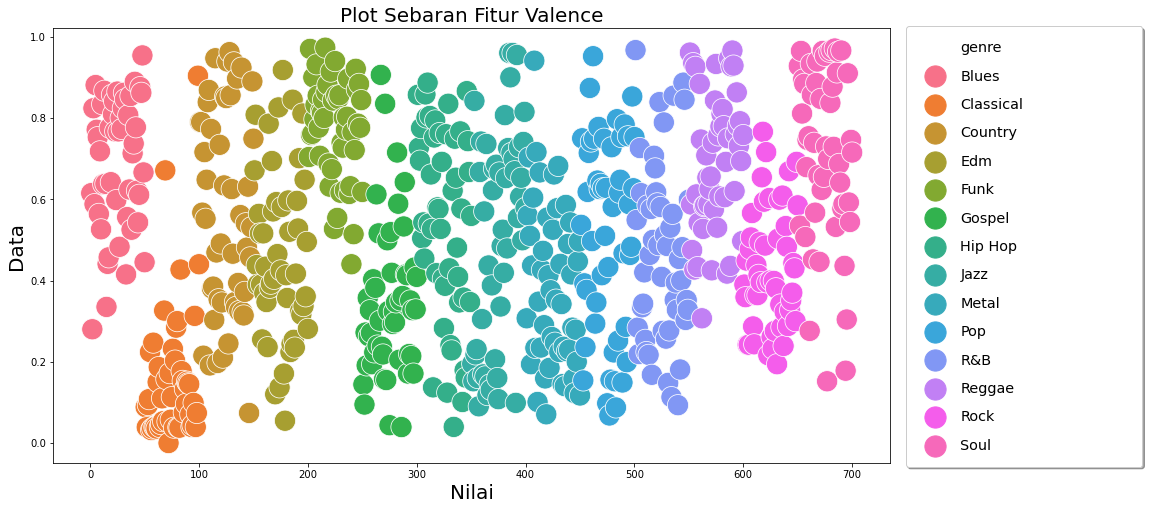 Plot Sebaran Fitur Valence
1.0
0.8
0.6
0.4
0.2
0.0
Data
0 100 200 300 400 500 600 700
Nilai
genre
Blues
Classical
Country
Edm
Funk
Gospel
Hip Hop
Jazz
Metal
Pop
R&B
Reggae
Rock
Soul